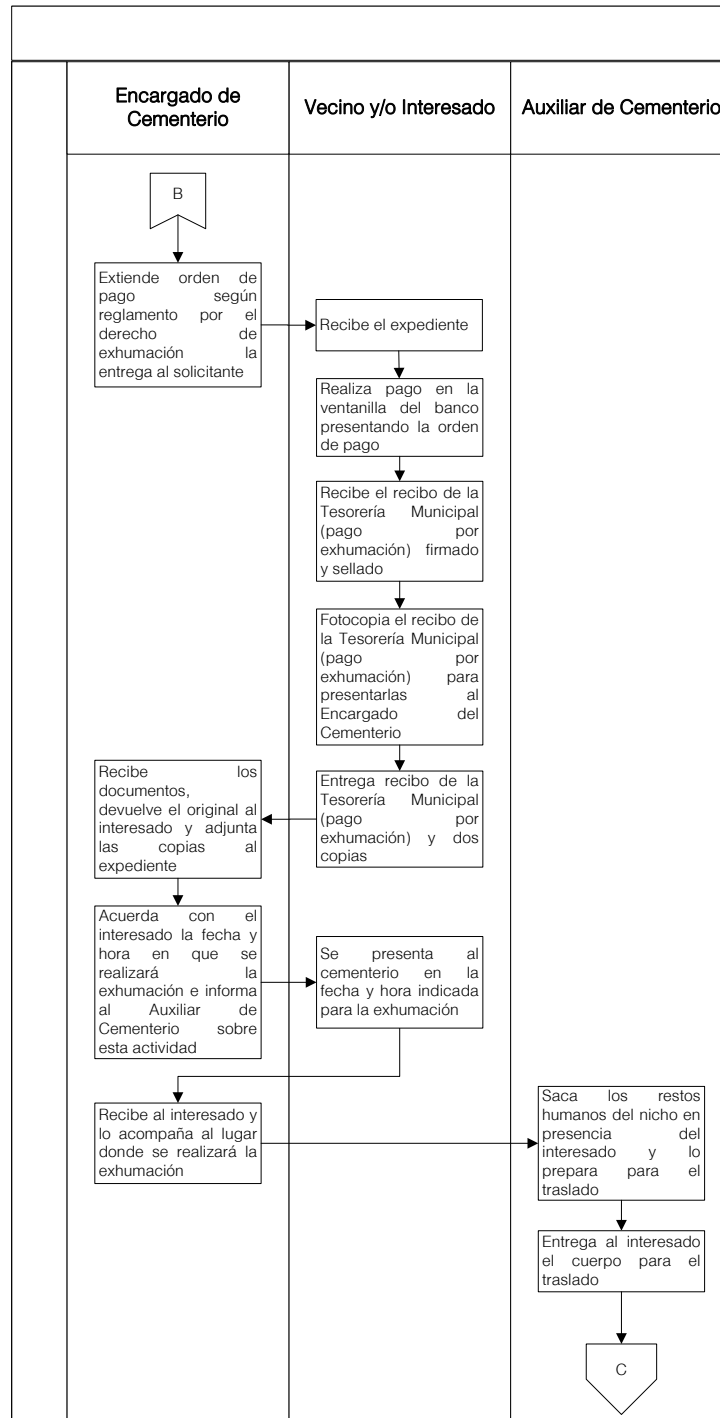 Encargado de
Cementerio
Vecino y/o Interesado
Auxiliar de Cementerio
B
Extiende orden de
pago según
reglamento por el
derecho de
exhumación la
entrega al solicitante
Recibe el expediente
Realiza pago en la
ventanilla del banco
presentando la orden
de pago
Recibe el recibo de la
Tesorería Municipal
(pago por
exhumación) firmado
y sellado
Fotocopia el recibo de
la Tesorería Municipal
(pago por
exhumación) para
presentarlas al
Encargado del
Cementerio
Entrega recibo de la
Tesorería Municipal
(pago por
exhumación) y dos
copias
Recibe los
documentos,
devuelve el original al
interesado y adjunta
las copias al
expediente
Acuerda con el
interesado la fecha y
hora en que se
realizará la
exhumación e informa
al Auxiliar de
Cementerio sobre
esta actividad
Se presenta al
cementerio en la
fecha y hora indicada
para la exhumación
Recibe al interesado y
lo acompaña al lugar
donde se realizará la
exhumación
Saca los restos
humanos del nicho en
presencia del
interesado y lo
prepara para el
traslado
Entrega al interesado
el cuerpo para el
traslado
C